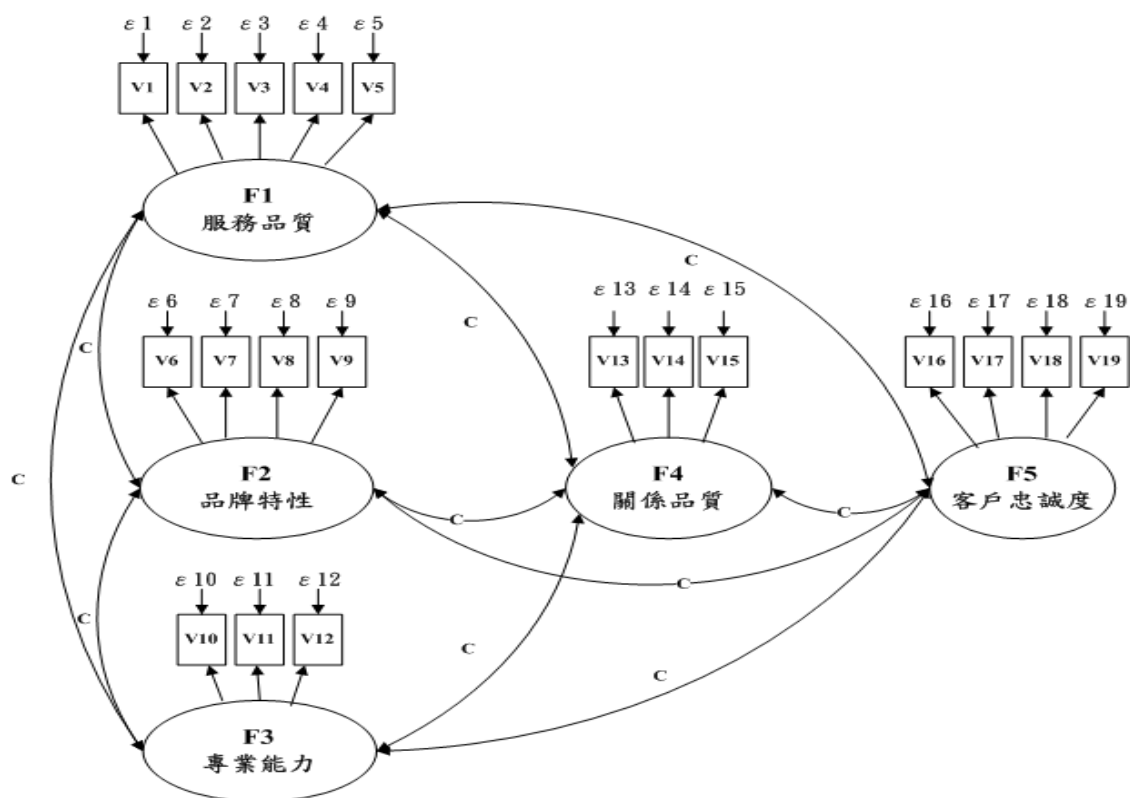 ε1 ε2 ε3 ε4 ε5
V1 V2 V3 V4 V5
F1
服務品質
C
ε6 ε7 ε8 ε9
ε13 ε14 ε15
ε16 ε17 ε18 ε19
C
C
V6 V7 V8 V9
V13 V14 V15
V16 V17 V18 V19
F2
品牌特性
F4
關係品質
F5
客戶忠誠度
C
C
C
C
ε10 ε11 ε12
C
V10 V11 V12
C
C
F3
專業能力